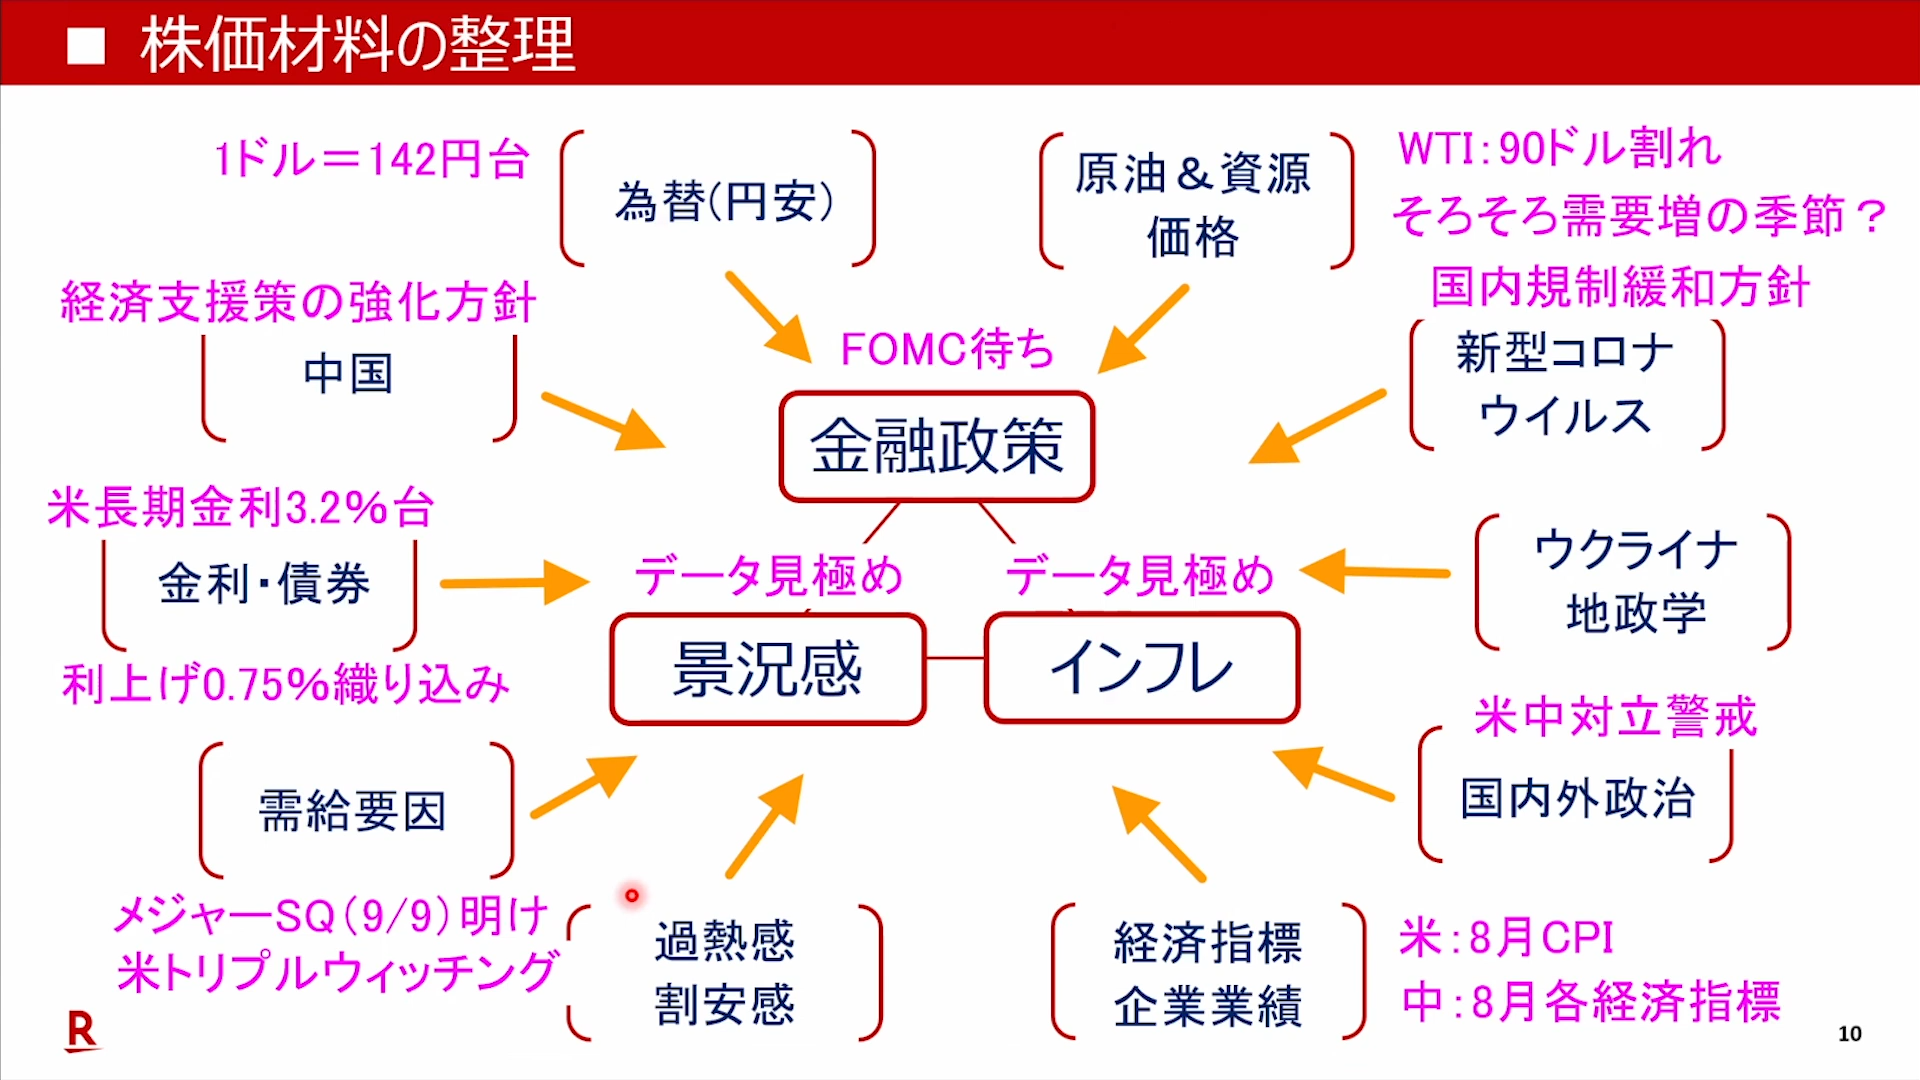 ■ 株価材料の整理
1ドル＝142円台
為替(円安)
原油＆資源
価格
WTI：90ドル割れ
そろそろ需要増の季節？
経済支援策の強化方針
中国
FOMC待ち
金融政策
国内規制緩和方針
新型コロナ
ウイルス
米長期金利3.2%台
金利・債券
利上げ0.75%織り込み
データ見極め
景況感
データ見極め
インフレ
ウクライナ
地政学
米中対立警戒
国内外政治
需給要因
メジャーSQ（9/9）明け
米トリプルウィッチング
過熱感
割安感
経済指標
企業業績
米：8月CPI
中：8月各経済指標
R
10